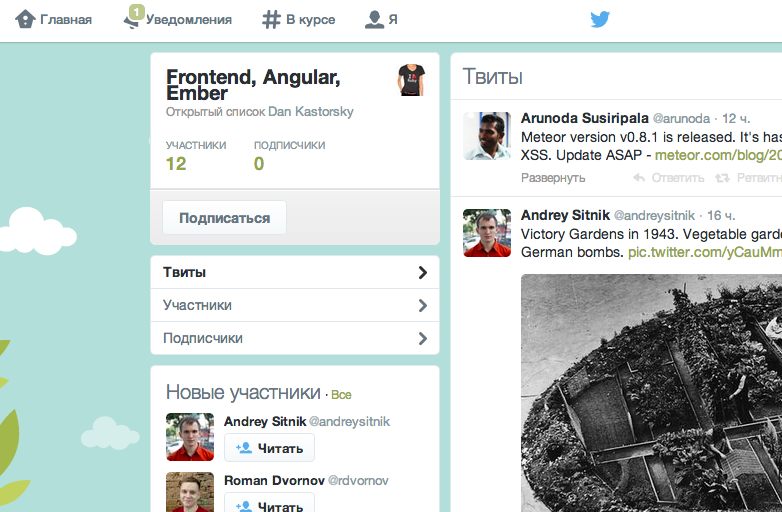 Главная
1
Уведомления
В курсе
Я
Frontend, Angular,
Ember
Открытый список Dan Kastorsky
УЧАСТНИКИ ПОДПИСЧИКИ
12 0
Подписаться
Твиты
Участники
Подписчики
Новые участники · Все
Andrey Sitnik @andreysitnik
Читать
Roman Dvornov @rdvornov
Читать
Твиты
Arunoda Susiripala @arunoda · 12 ч.
Meteor version v0.8.1 is released. It's has
XSS. Update ASAP - meteor.com/blog/20
Развернуть Ответить Ретвитн
Andrey Sitnik @andreysitnik · 16 ч.
Victory Gardens in 1943. Vegetable garde
German bombs. pic.twitter.com/yCauMm